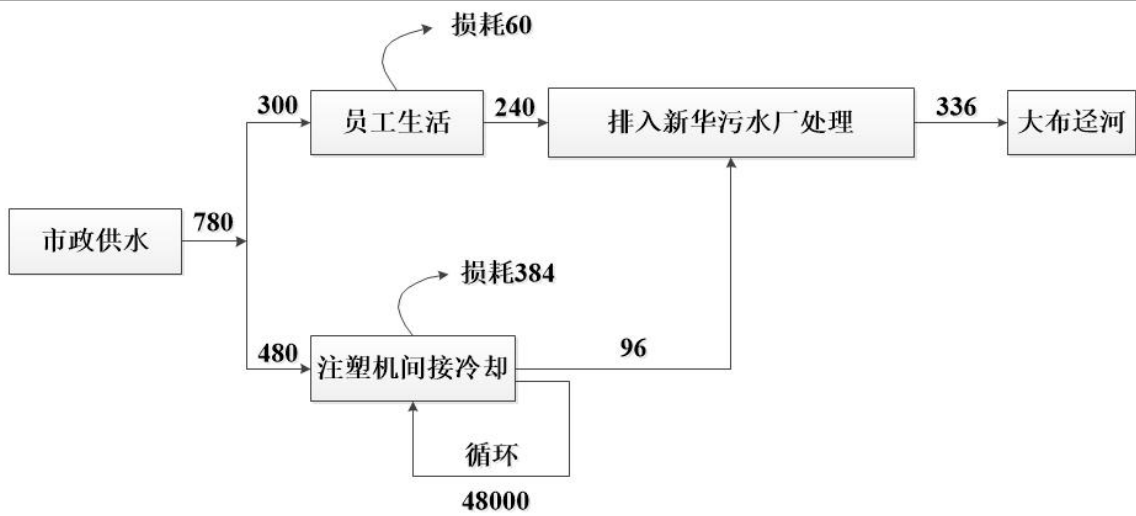 损耗60
300
员工生活
240
排入新华污水厂处理
336
大布迳河
市政供水
780
损耗384
480
注塑机间接冷却
96
循环
48000